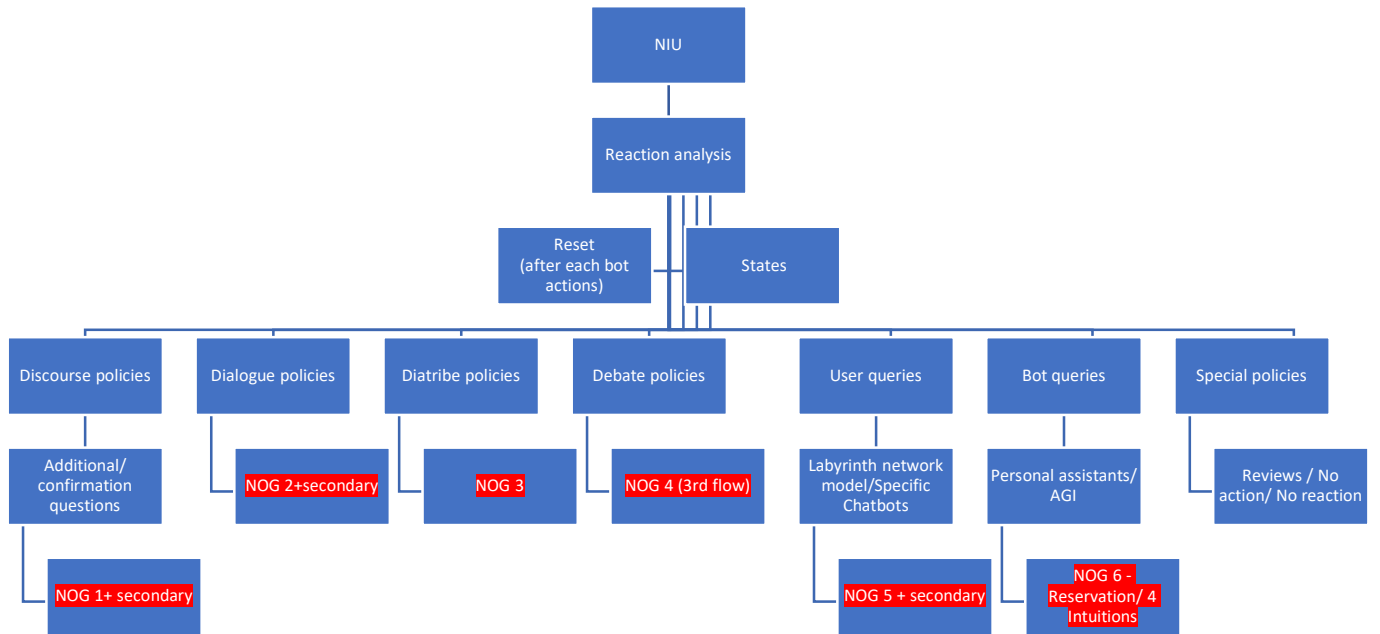 NIU
Reaction analysis
Reset
(after each bot
actions)
States
Discourse policies
Dialogue policies
Diatribe policies
Debate policies
User queries
Bot queries
Special policies
Additional/
confirmation
questions
NOG 2+secondary
NOG 3
NOG 4 (3rd flow)
Labyrinth network
model/Specific
Chatbots
Personal assistants/
AGI
Reviews / No
action/ No reaction
NOG 1+ secondary
NOG 5 + secondary
NOG 6 -
Reservation/ 4
Intuitions